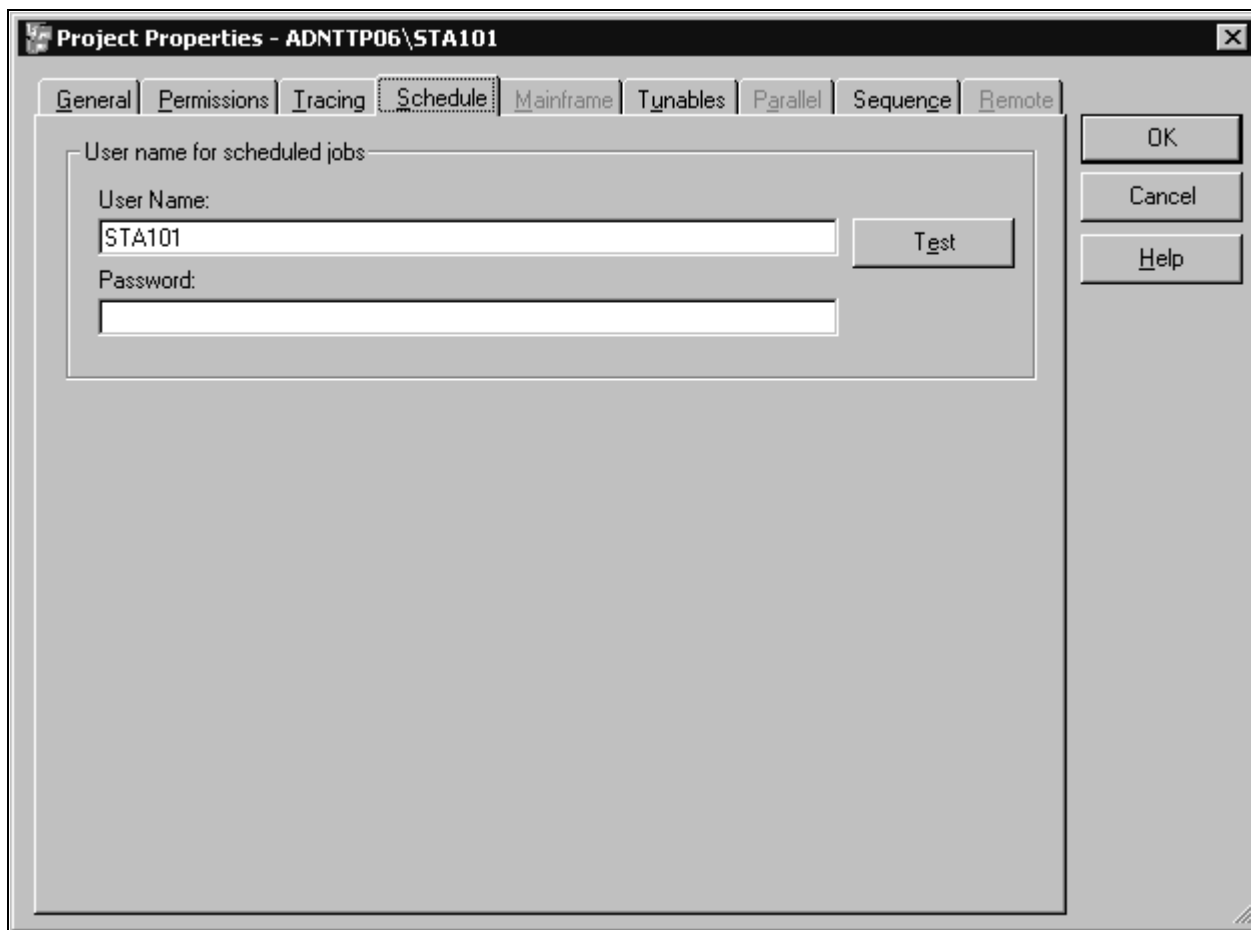 Project Properties - ADNTTP06\STA101
General Permissions Tracing Schedule Mainframe Tunables Parallel Sequence Remote
User name for scheduled jobs
User Name:
STA101
Test
Password:
OK
Cancel
Help